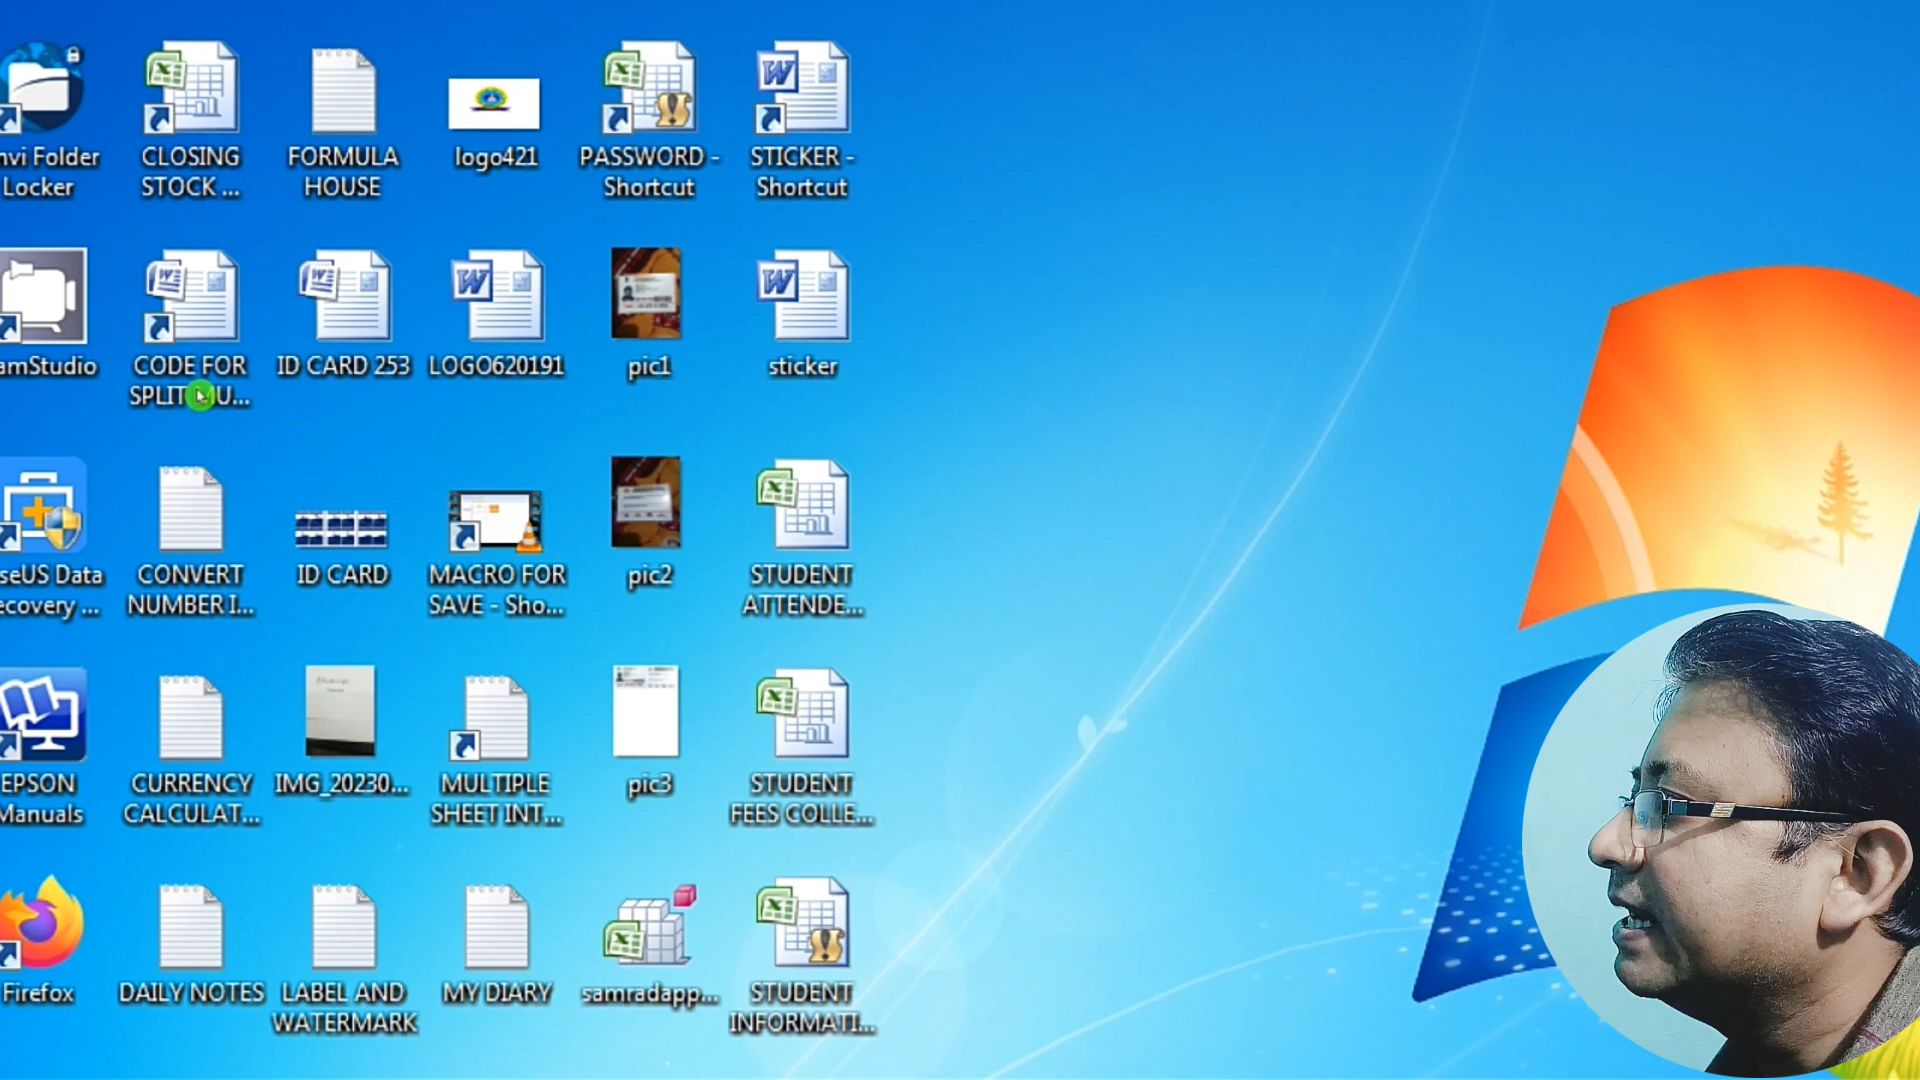 nvi Folder
Locker
CLOSING
STOCK ...
FORMULA
HOUSE
logo421
PASSWORD -
Shortcut
STICKER -
Shortcut
amStudio
CODE FOR
SPLIT MU...
ID CARD 253
LOGO620191
pic1
sticker
seUS Data
ecovery ...
CONVERT
NUMBER I...
ID CARD
MACRO FOR
SAVE - Sho...
pic2
STUDENT
ATTENDE...
EPSON
Manuals
CURRENCY
CALCULAT...
IMG_20230...
MULTIPLE
SHEET INT...
pic3
STUDENT
FEES COLLE...
Firefox
DAILY NOTES
LABEL AND
WATERMARK
MY DIARY
samradapp...
STUDENT
INFORMATI...